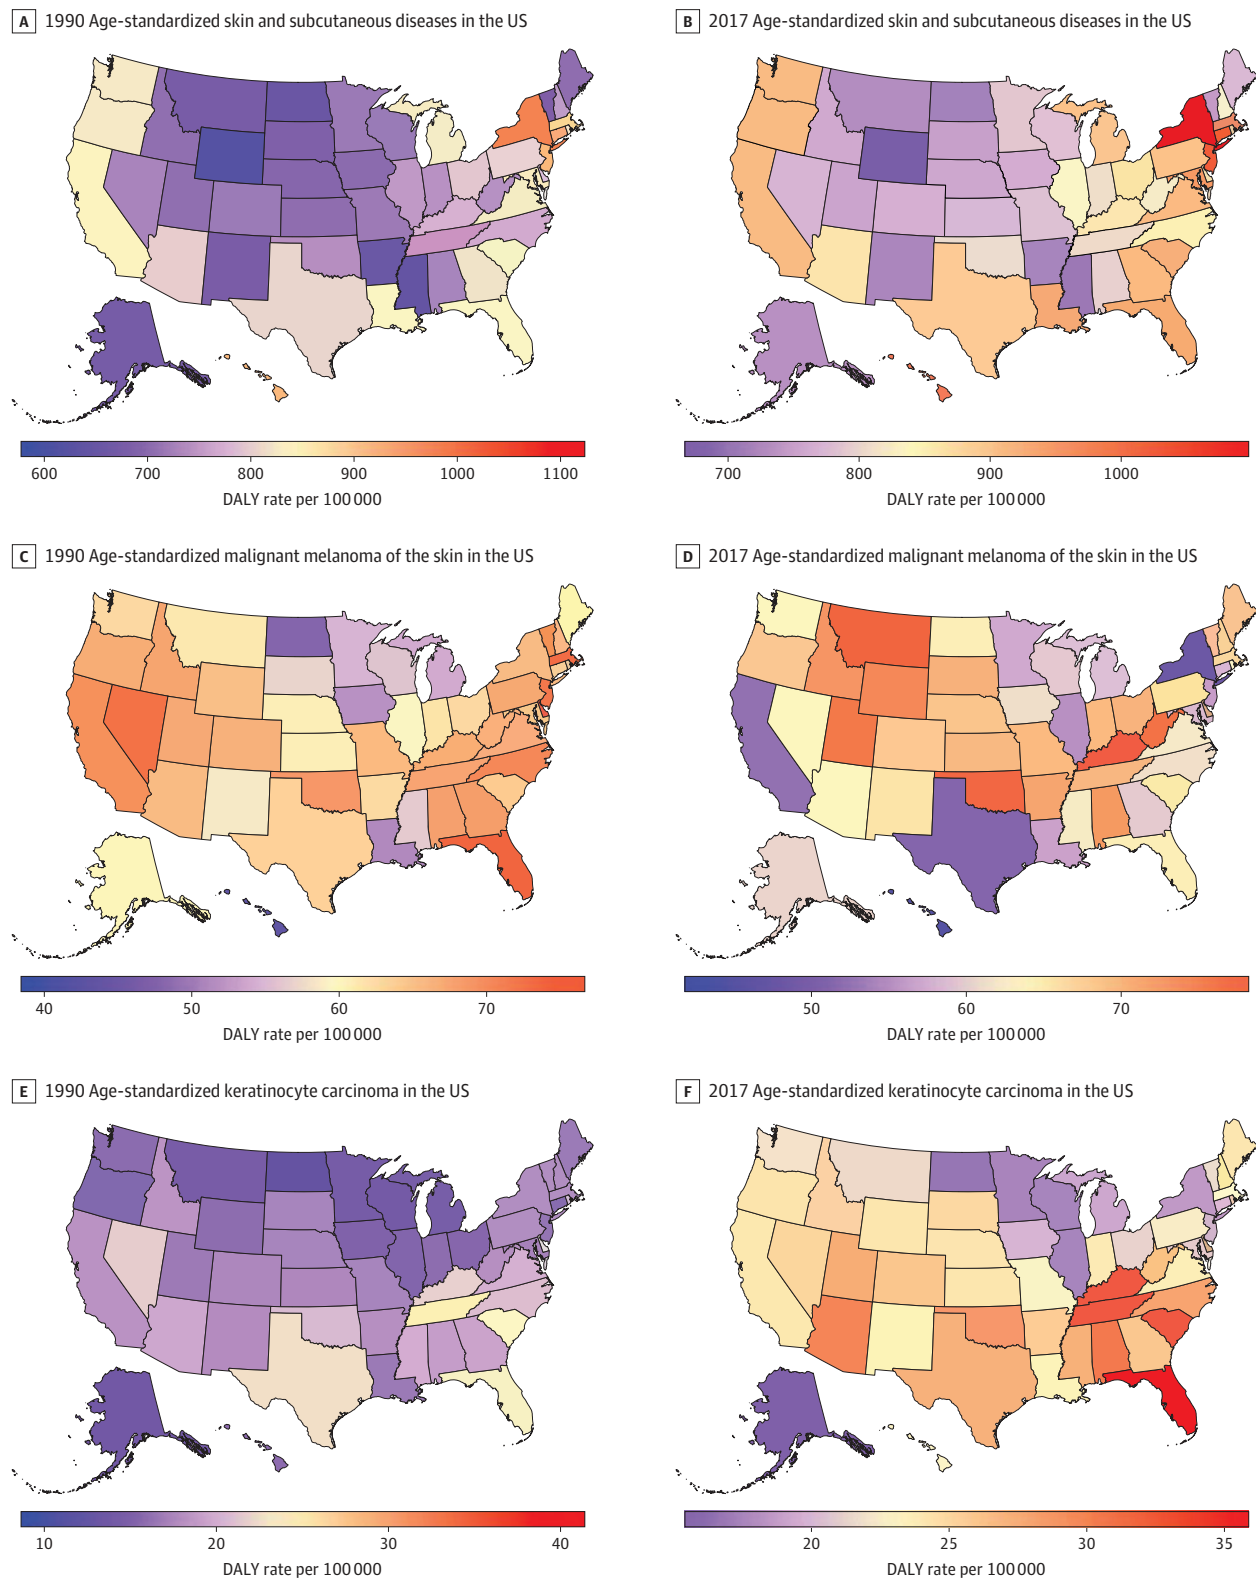 A 1990 Age-standardized skin and subcutaneous diseases in the US
B 2017 Age-standardized skin and subcutaneous diseases in the US
600 700 800 900 1000 1100
DALY rate per 100 000
700 800 900 1000
DALY rate per 100 000
C 1990 Age-standardized malignant melanoma of the skin in the US
D 2017 Age-standardized malignant melanoma of the skin in the US
40 50 60 70
DALY rate per 100 000
50 60 70
DALY rate per 100 000
E 1990 Age-standardized keratinocyte carcinoma in the US
F 2017 Age-standardized keratinocyte carcinoma in the US
10 20 30 40
DALY rate per 100 000
20 25 30 35
DALY rate per 100 000